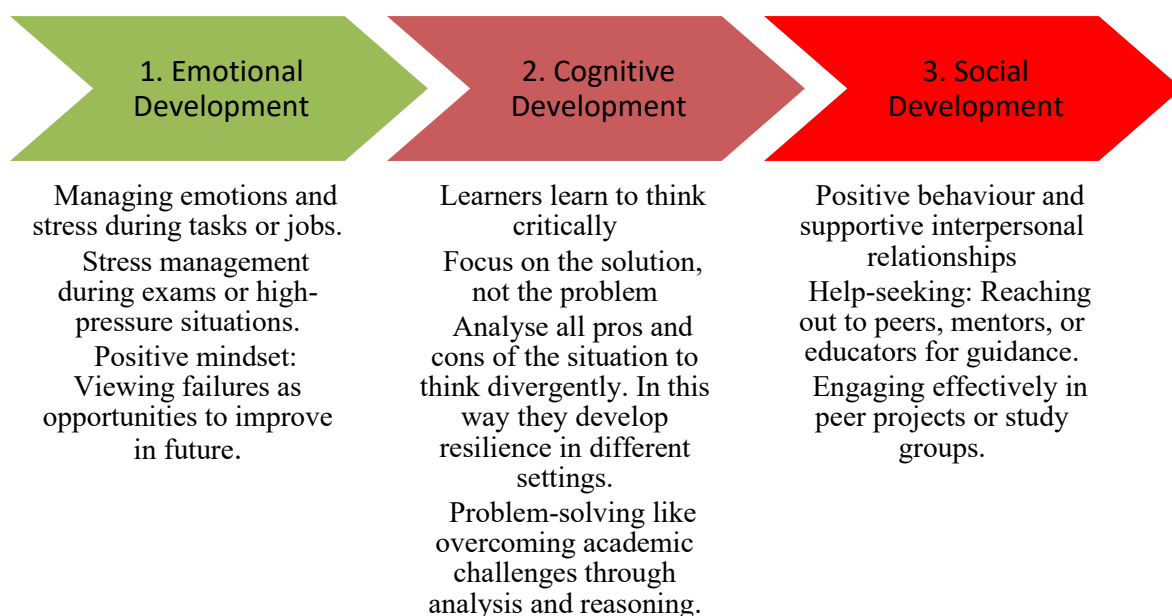 1. Emotional
Development
Managing emotions and
stress during tasks or jobs.
Stress management
during exams or high-
pressure situations.
Positive mindset:
Viewing failures as
opportunities to improve
in future.
2. Cognitive
Development
Learners learn to think
critically
Focus on the solution,
not the problem
Analyse all pros and
cons of the situation to
think divergently. In this
way they develop
resilience in different
settings.
Problem-solving like
overcoming academic
challenges through
analysis and reasoning.
3. Social
Development
Positive behaviour and
supportive interpersonal
relationships
Help-seeking: Reaching
out to peers, mentors, or
educators for guidance.
Engaging effectively in
peer projects or study
groups.